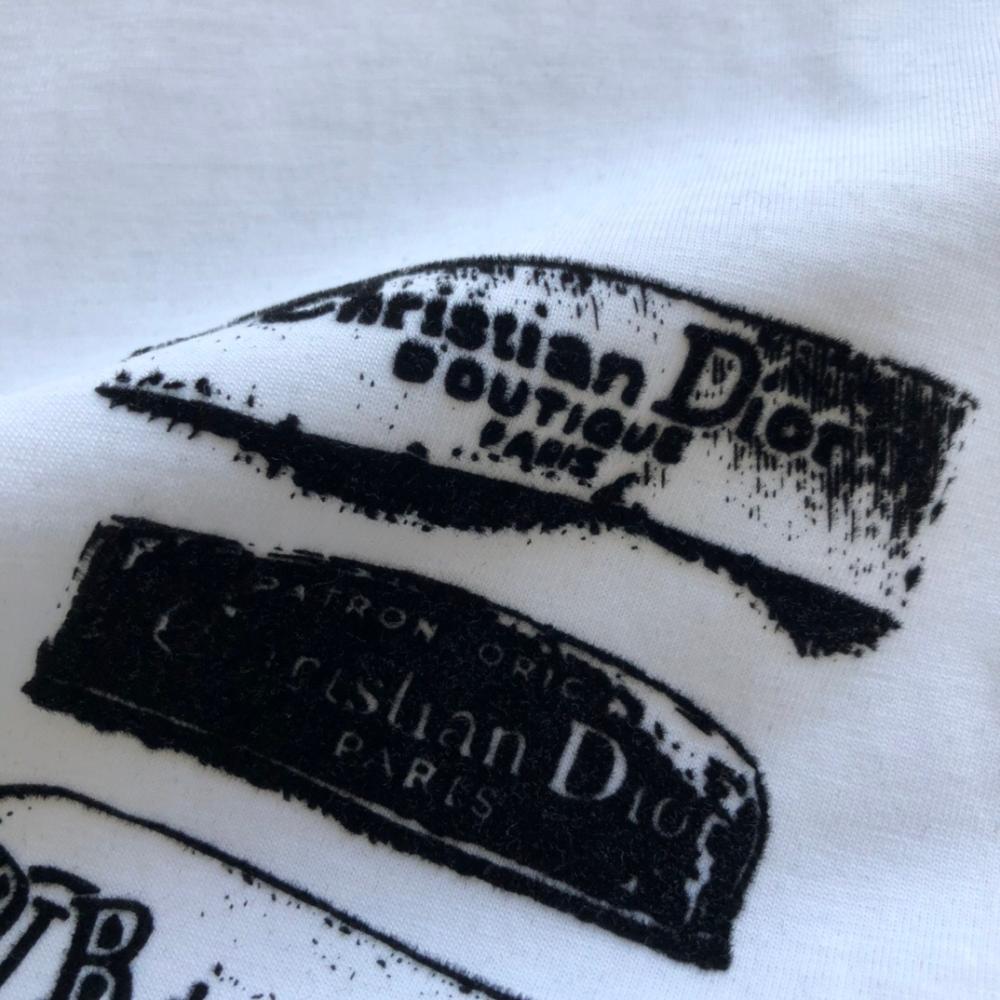 Christian Dior
BOUTIQUE
PARIS
PATRON ORIG
Christian Dior
PARIS